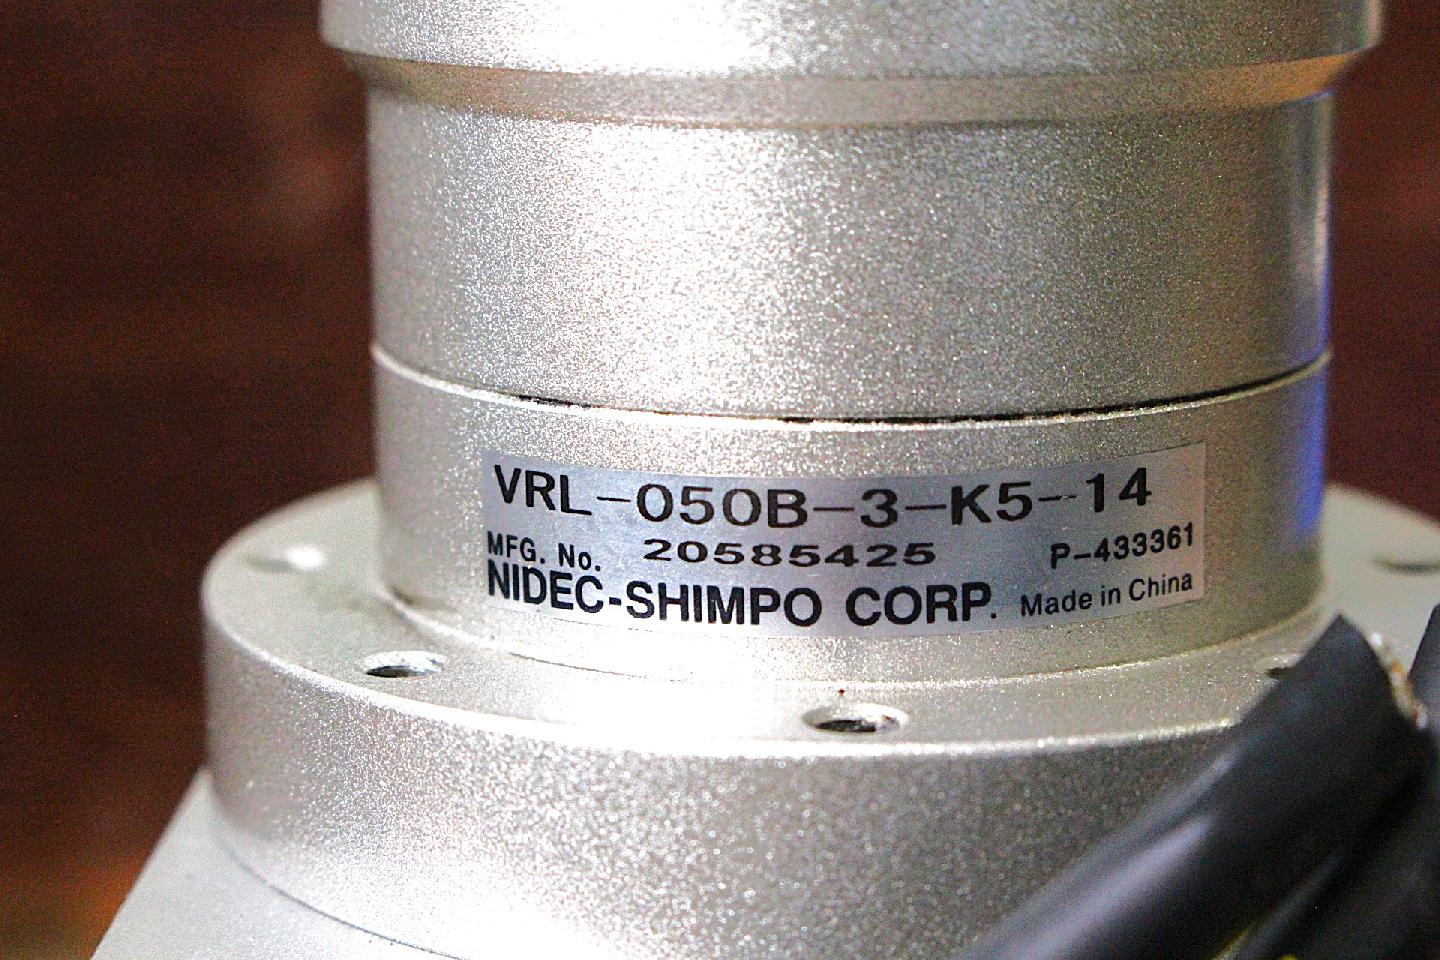 VRL-050B-3-K5-14
MFG. No. 20585425 P-433361
NIDEC-SHIMPO CORP. Made in China